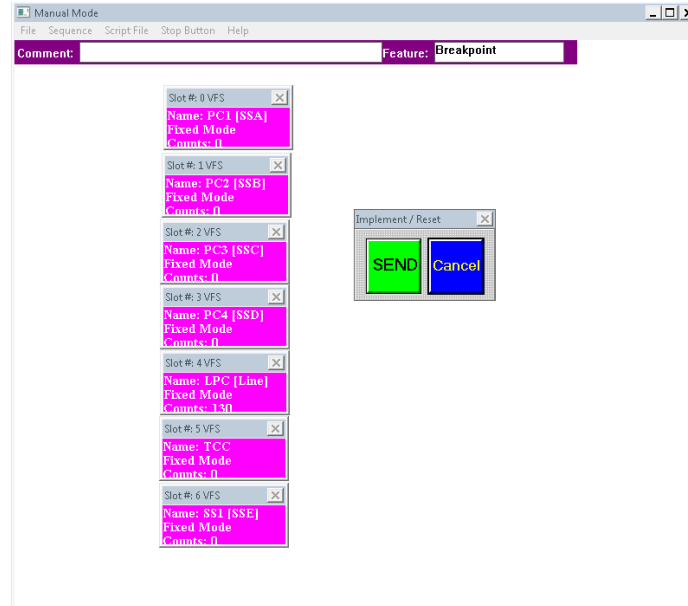 Manual Mode
File Sequence Script File Stop Button Help
Comment: Feature: Breakpoint
Slot #: 0 VFS
Name: PC1 [SSA]
Fixed Mode
Counts: 0
Slot #: 1 VFS
Name: PC2 [SSB]
Fixed Mode
Counts: 0
Slot #: 2 VFS
Name: PC3 [SSC]
Fixed Mode
Counts: 0
Slot #: 3 VFS
Name: PC4 [SSD]
Fixed Mode
Counts: 0
Slot #: 4 VFS
Name: LPC [Line]
Fixed Mode
Counts: 130
Slot #: 5 VFS
Name: TCC
Fixed Mode
Counts: 0
Slot #: 6 VFS
Name: SS1 [SSE]
Fixed Mode
Counts: 0
Implement / Reset
SEND Cancel